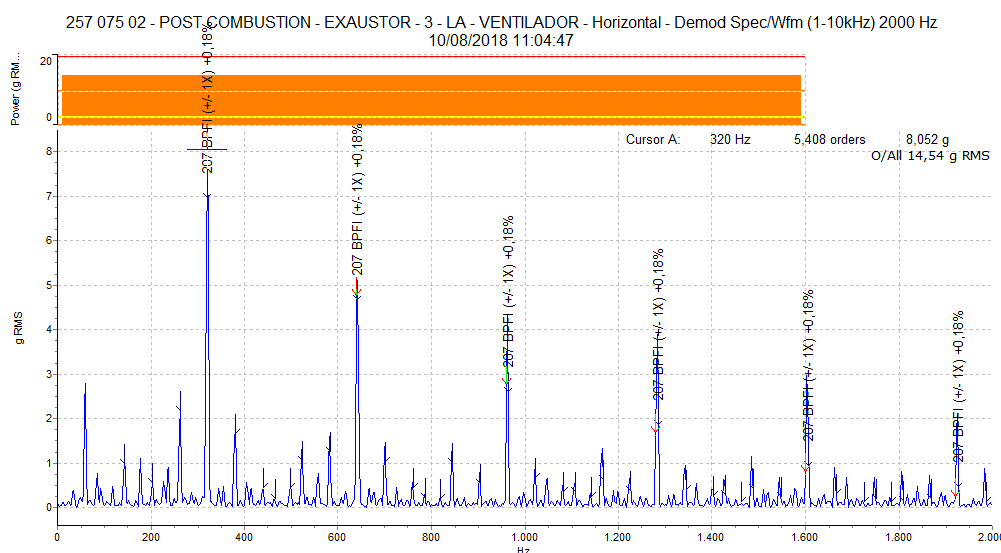 257 075 02 - POST COMBUSTION - EXAUSTOR - 3 - LA - VENTILADOR - Horizontal - Demod Spec/Wfm (1-10kHz) 2000 Hz
10/08/2018 11:04:47
Power (g RM...
20
0
Cursor A: 320 Hz 5,408 orders 8,052 g
O/All 14,54 g RMS
207 BPFI (+/- 1X) +0,18%
207 BPFI (+/- 1X) +0,18%
207 BPFI (+/- 1X) +0,18%
207 BPFI (+/- 1X) +0,18%
207 BPFI (+/- 1X) +0,18%
207 BPFI (+/- 1X) +0,18%
g RMS
8
7
6
5
4
3
2
1
0
0 200 400 600 800 1.000 1.200 1.400 1.600 1.800 2.000
Hz